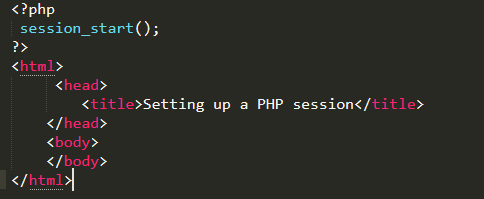 <?php
session_start();
?>
<html>
<head>
<title>Setting up a PHP session</title>
</head>
<body>
</body>
</html>